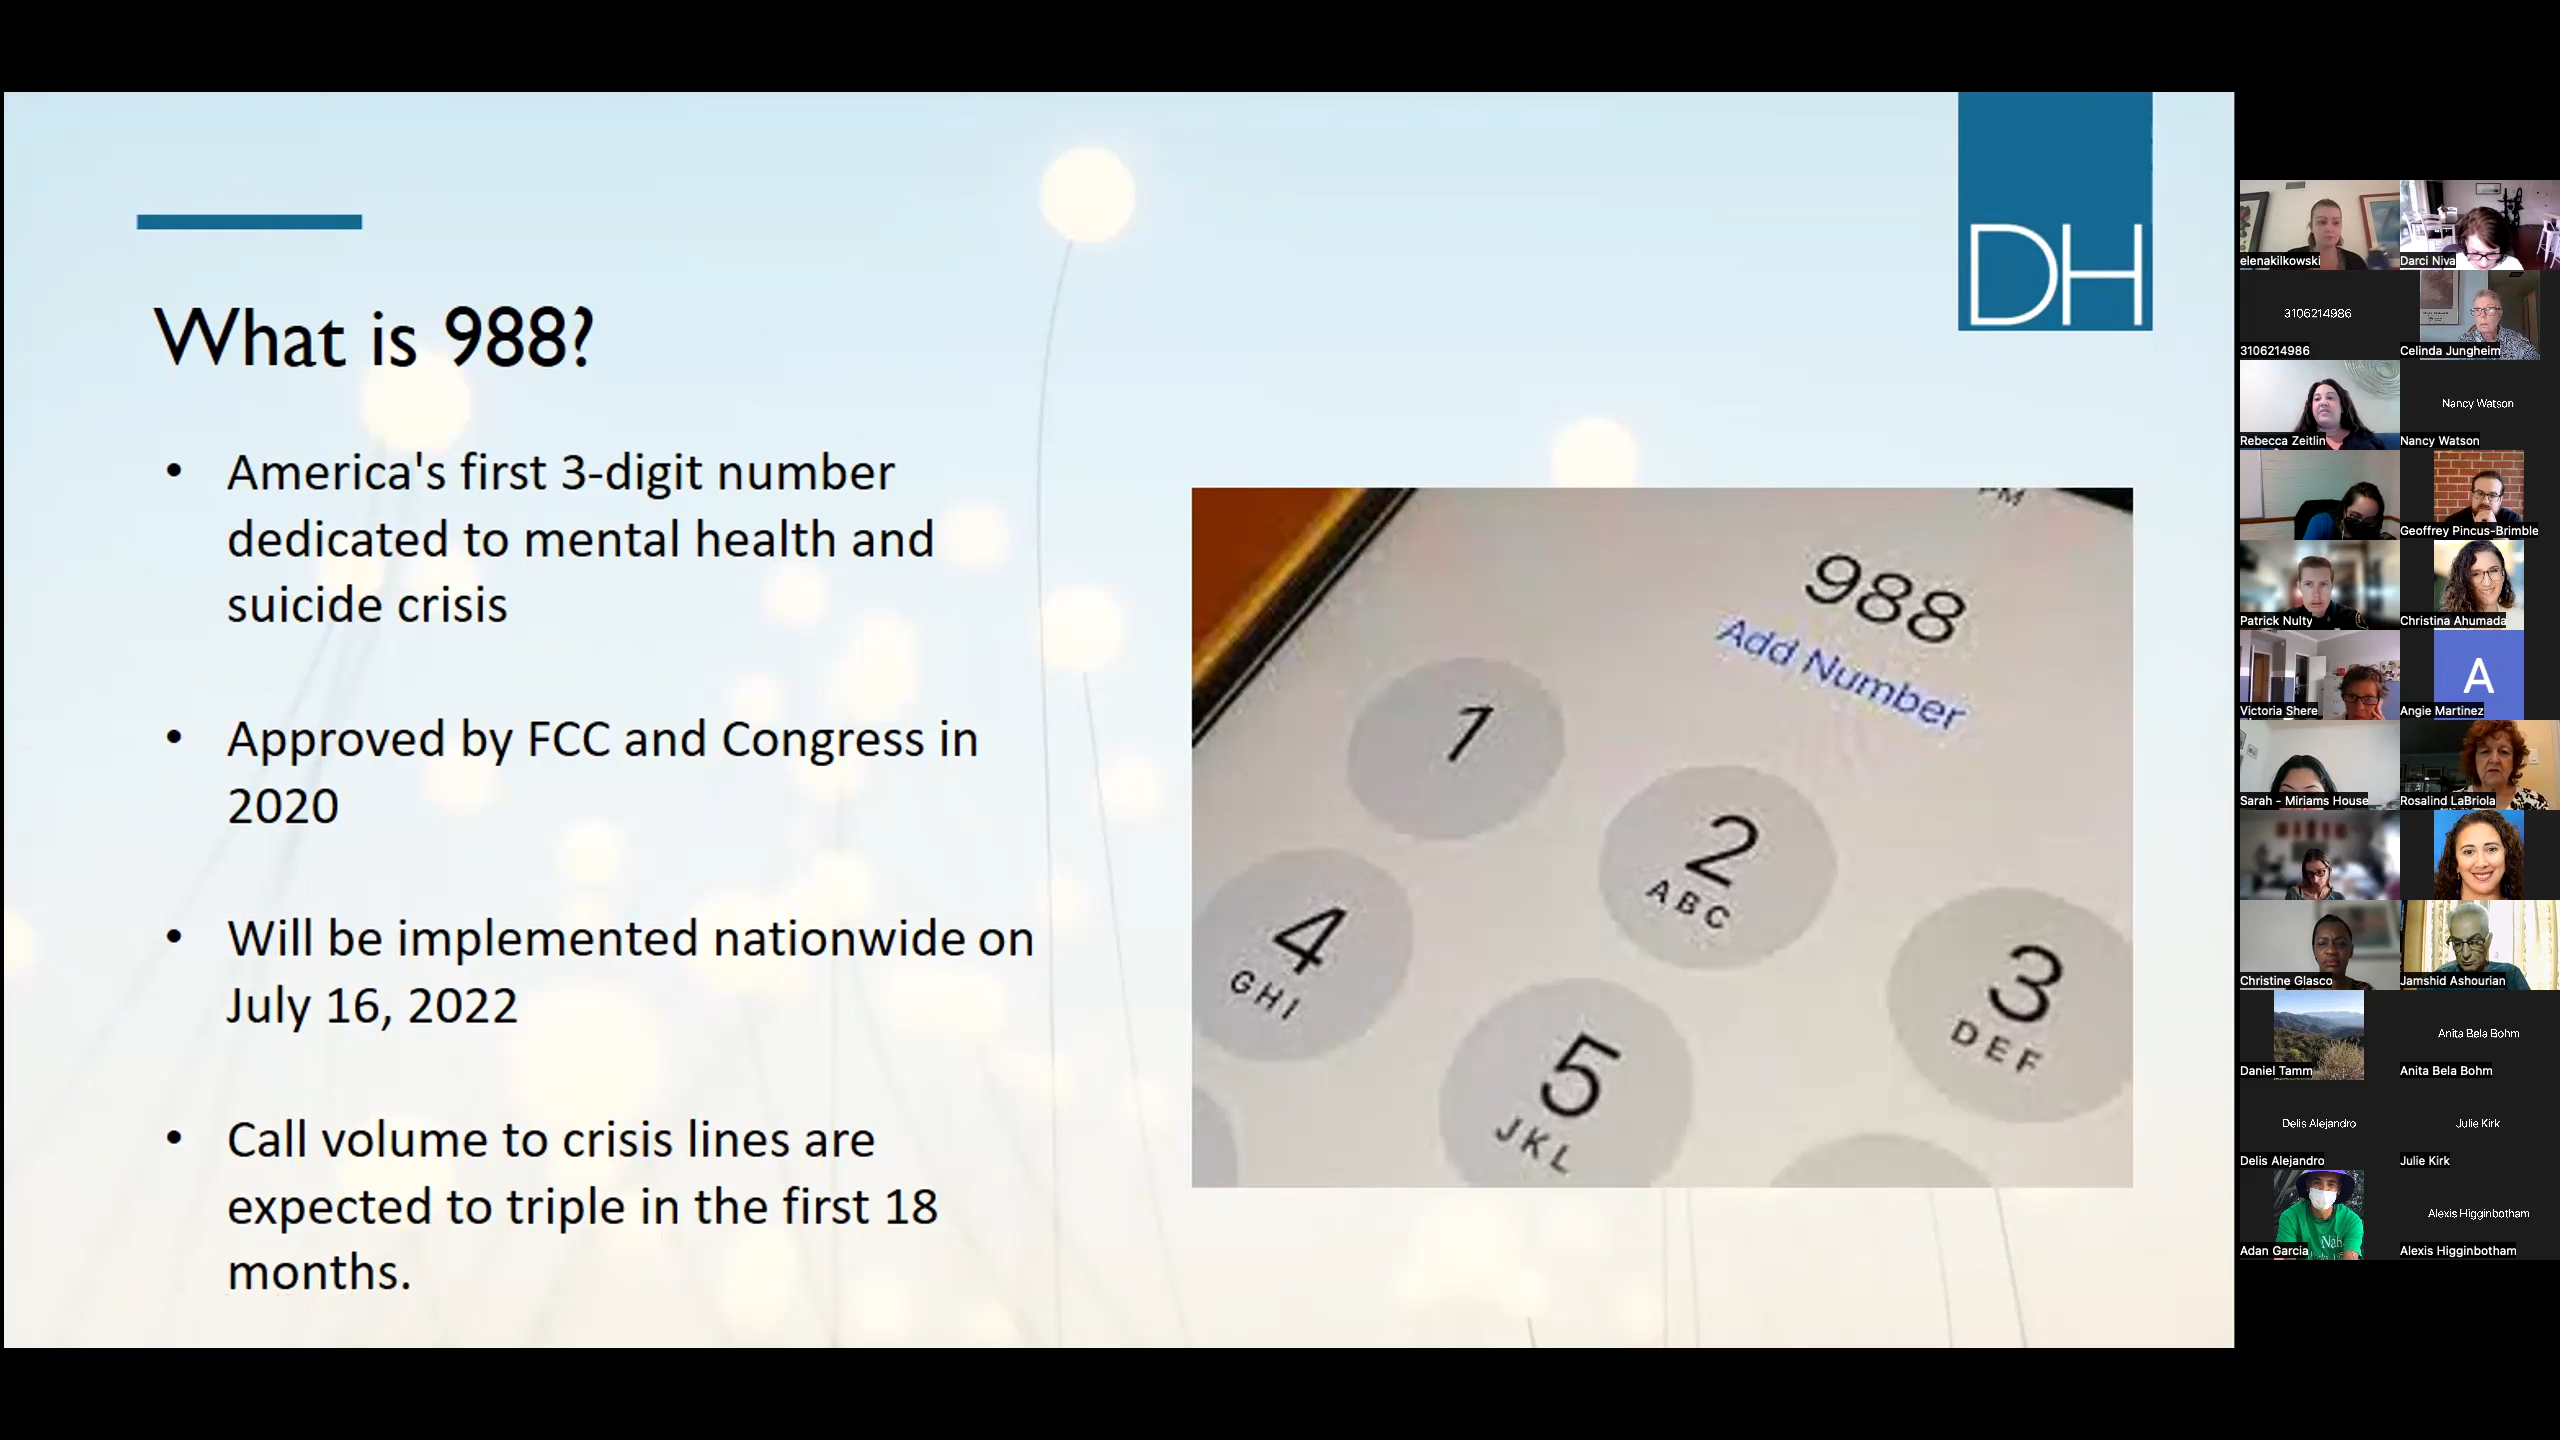 DH
What is 988?
• America's first 3-digit number
dedicated to mental health and
suicide crisis
• Approved by FCC and Congress in
2020
• Will be implemented nationwide on
July 16, 2022
• Call volume to crisis lines are
expected to triple in the first 18
months.
PM
988
Add Number
1
2
ABC
3
DEF
4
GHI
5
JKL
elenakilkowski
Darci Niva
3106214986
3106214986
Celinda Jungheim
Rebecca Zeitlin
Nancy Watson
Nancy Watson
Geoffrey Pincus-Brimble
Patrick Nulty
Christina Ahumada
Victoria Shere
A
Angie Martinez
Sarah - Miriams House
Rosalind LaBriola
Christine Glasco
Jamshid Ashourian
Daniel Tamm
Anita Bela Bohm
Anita Bela Bohm
Delis Alejandro
Delis Alejandro
Julie Kirk
Julie Kirk
Adan Garcia
Alexis Higginbotham
Alexis Higginbotham